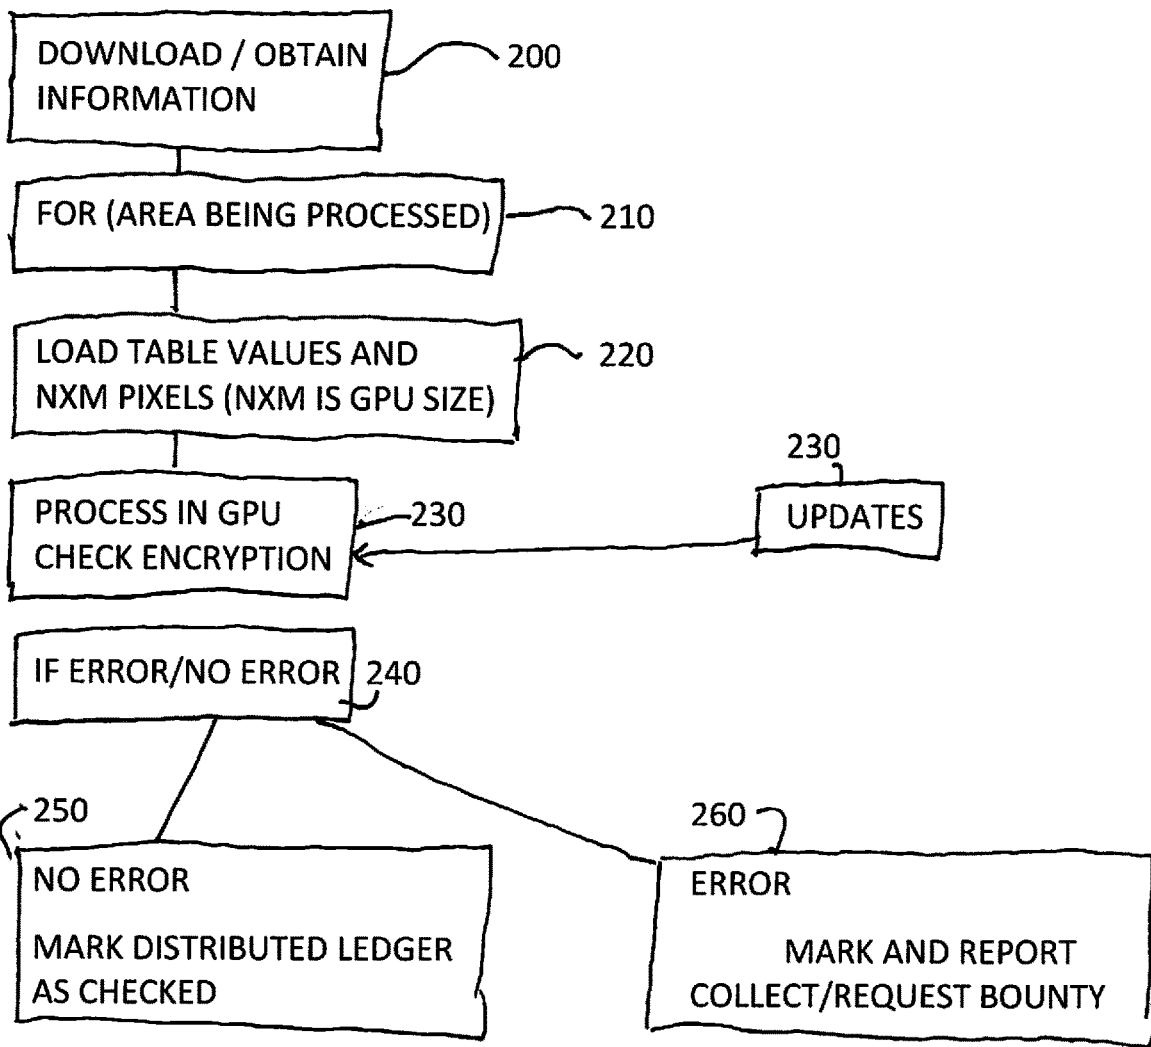 DOWNLOAD / OBTAIN
INFORMATION
200
FOR (AREA BEING PROCESSED)
210
LOAD TABLE VALUES AND
NXM PIXELS (NXM IS GPU SIZE)
220
PROCESS IN GPU
CHECK ENCRYPTION
230
230
UPDATES
IF ERROR/NO ERROR
240
250
NO ERROR
MARK DISTRIBUTED LEDGER
AS CHECKED
260
ERROR
MARK AND REPORT
COLLECT/REQUEST BOUNTY